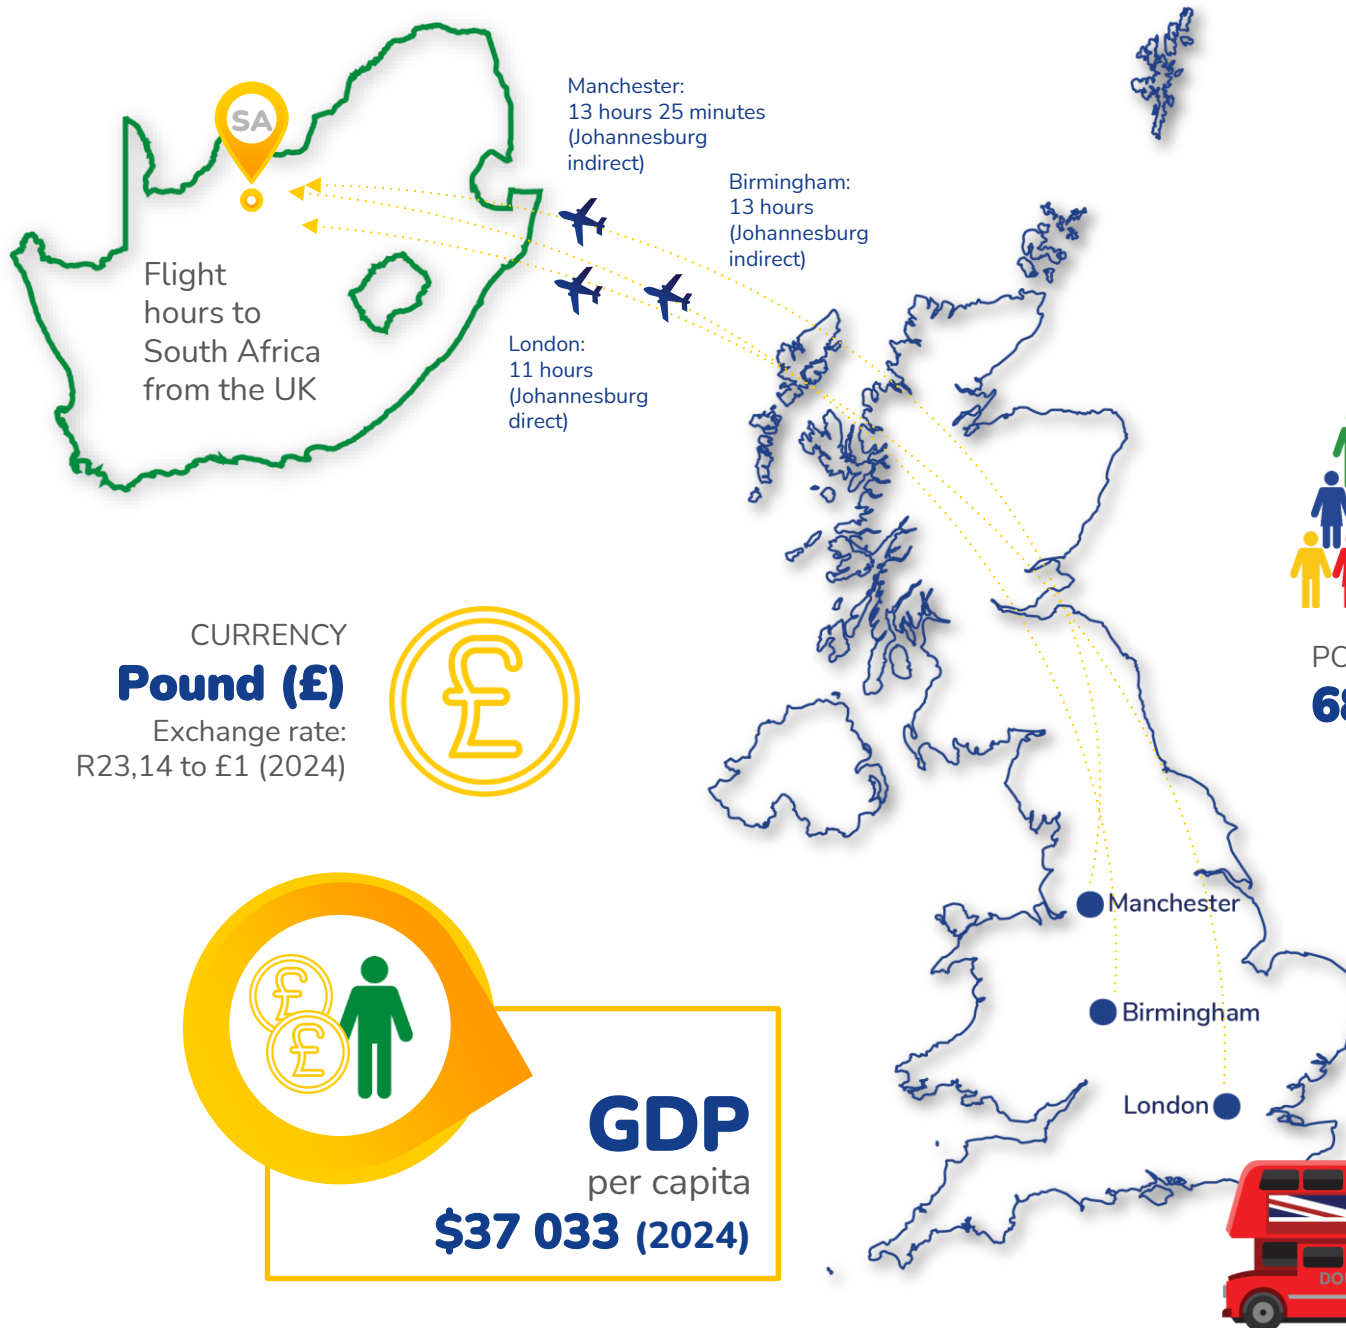 SA
Manchester:
13 hours 25 minutes
(Johannesburg
indirect)
Birmingham:
13 hours
(Johannesburg
indirect)
Flight
hours to
South Africa
from the UK
London:
11 hours
(Johannesburg
direct)
CURRENCY
Pound (£)
Exchange rate:
R23,14 to £1 (2024)
£
PO
68
Manchester
Birmingham
London
£
£
GDP
per capita
$37 033 (2024)